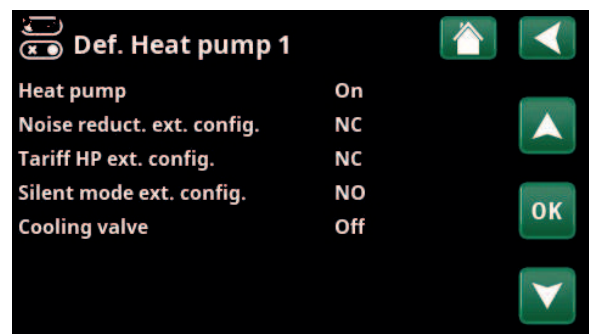 Def. Heat pump 1
Heat pump On
Noise reduct. ext. config. NC
Tariff HP ext. config. NC
Silent mode ext. config. NO
OK
Cooling valve Off